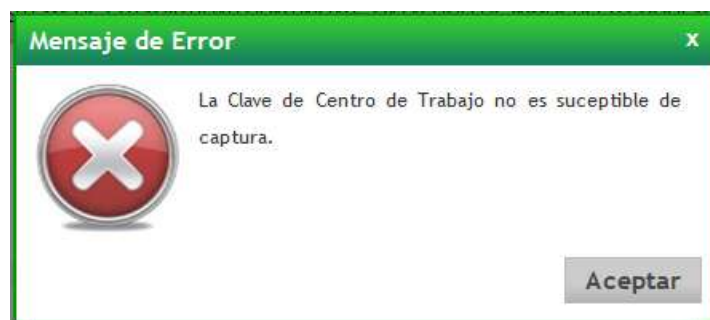 Mensaje de Error x
La Clave de Centro de Trabajo no es suceptible de
captura.
Aceptar